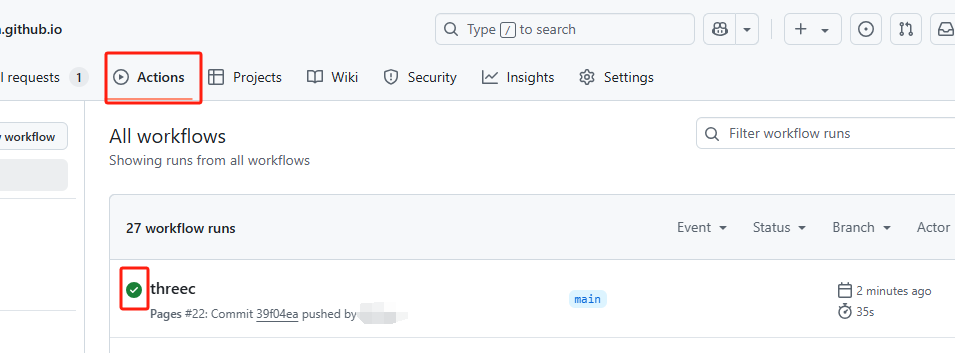 .github.io
Type / to search
l requests 1 Actions Projects Wiki Security Insights Settings
workflow
All workflows
Filter workflow runs
Showing runs from all workflows
27 workflow runs Event Status Branch Actor
threec
main
2 minutes ago
Pages #22: Commit 39f04ea pushed by
35s